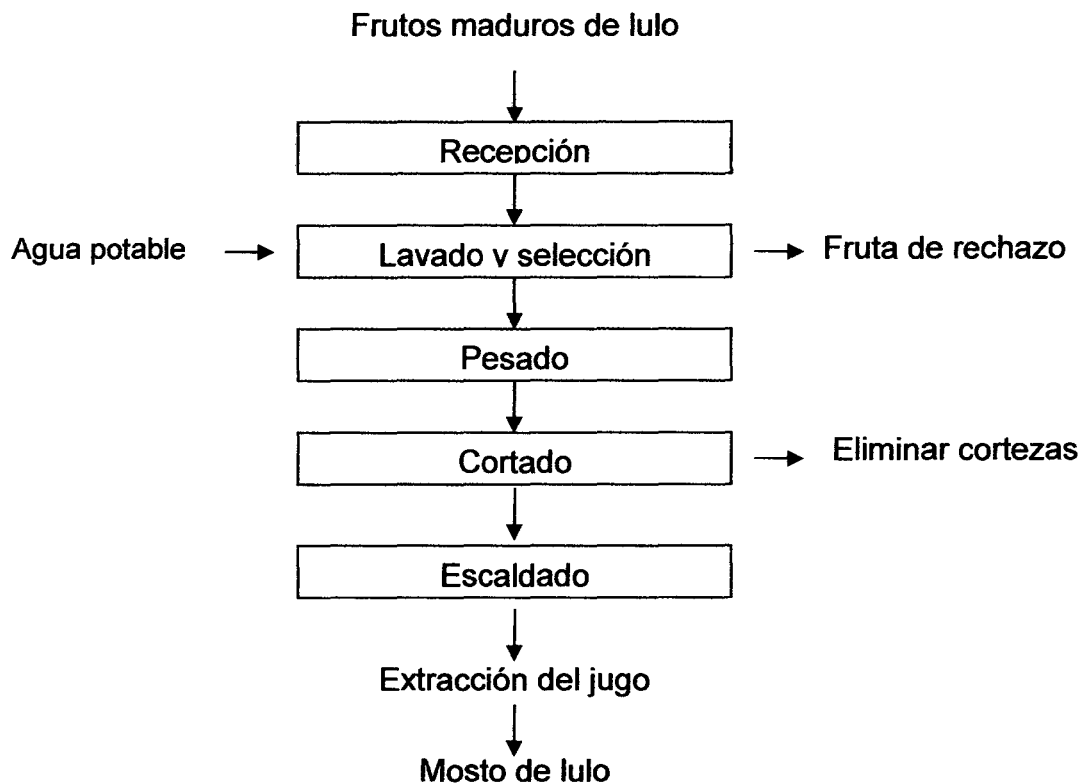 Frutos maduros de lulo
Recepción
Agua potable
Lavado y selección
Fruta de rechazo
Pesado
Cortado
Eliminar cortezas
Escaldado
Extracción del jugo
Mosto de lulo